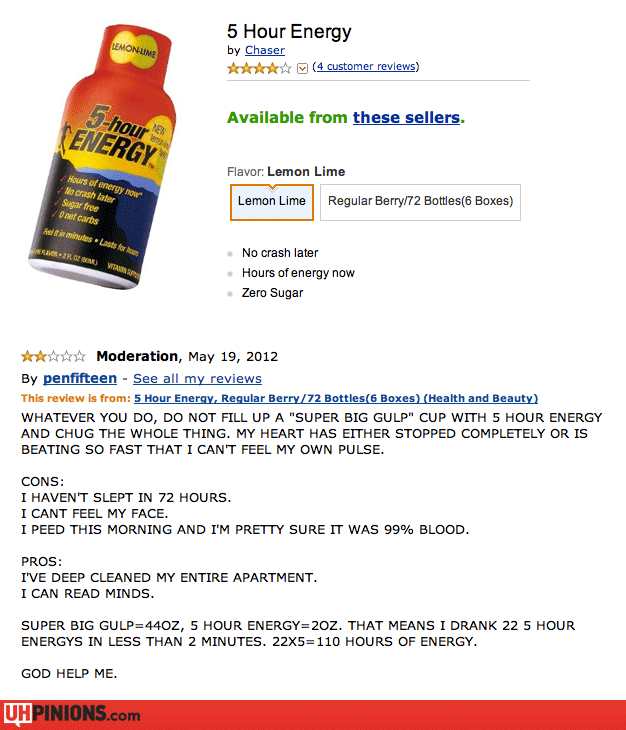 LEMON-LIME
5-hour
ENERGY
NEW
Hours of energy now
No crash later
Sugar free
0 net carbs
Feel it in minutes • Lasts for hours
5 Hour Energy
by Chaser
(4 customer reviews)
Available from these sellers.
Flavor: Lemon Lime
Lemon Lime
Regular Berry/72 Bottles(6 Boxes)
No crash later
Hours of energy now
Zero Sugar
Moderation, May 19, 2012
By penfifteen - See all my reviews
This review is from: 5 Hour Energy, Regular Berry/72 Bottles(6 Boxes) (Health and Beauty)
WHATEVER YOU DO, DO NOT FILL UP A "SUPER BIG GULP" CUP WITH 5 HOUR ENERGY
AND CHUG THE WHOLE THING. MY HEART HAS EITHER STOPPED COMPLETELY OR IS
BEATING SO FAST THAT I CAN'T FEEL MY OWN PULSE.
CONS:
I HAVEN'T SLEPT IN 72 HOURS.
I CANT FEEL MY FACE.
I PEED THIS MORNING AND I'M PRETTY SURE IT WAS 99% BLOOD.
PROS:
I'VE DEEP CLEANED MY ENTIRE APARTMENT.
I CAN READ MINDS.
SUPER BIG GULP=44OZ, 5 HOUR ENERGY=2OZ. THAT MEANS I DRANK 22 5 HOUR
ENERGYS IN LESS THAN 2 MINUTES. 22X5=110 HOURS OF ENERGY.
GOD HELP ME.
UHPINIONS.com